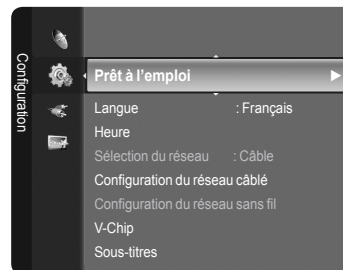 Configuration
Prêt à l'emploi
Langue : Français
Heure
Sélection du réseau : Câble
Configuration du réseau câblé
Configuration du réseau sans fil
V-Chip
Sous-titres